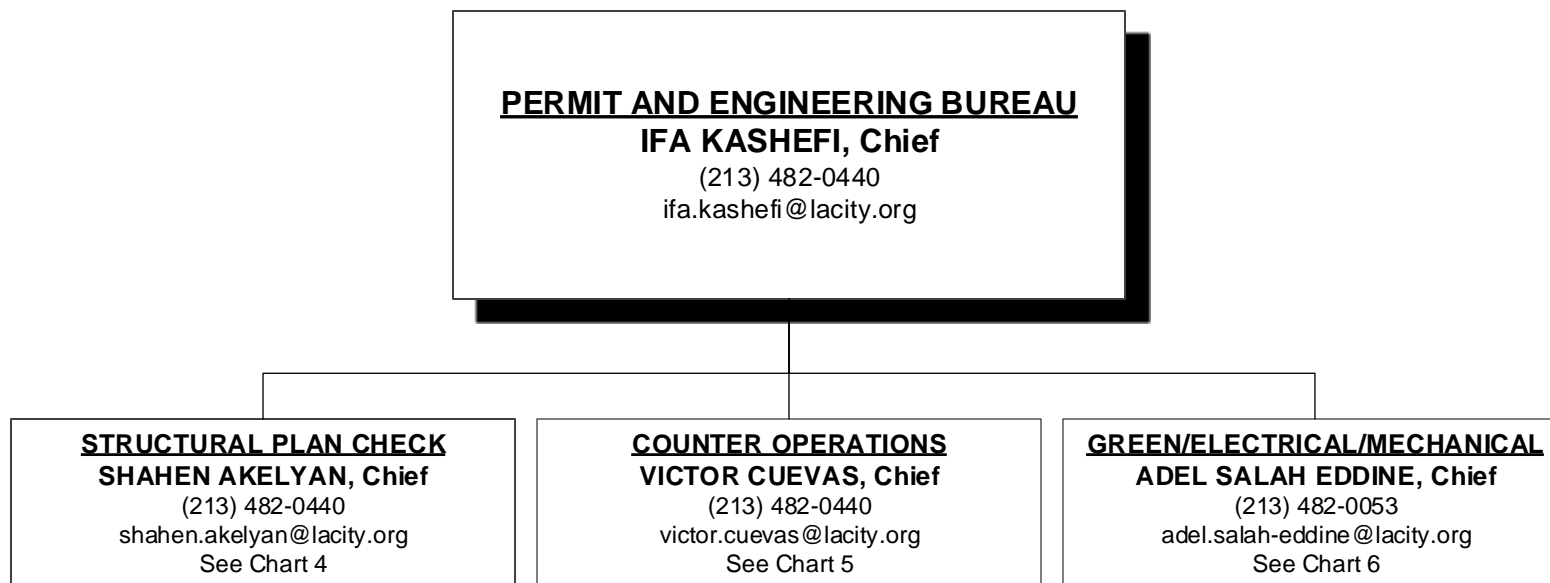 PERMIT AND ENGINEERING BUREAU
IFA KASHEFI, Chief
(213) 482-0440
ifa.kashefi@lacity.org
STRUCTURAL PLAN CHECK
SHAHEN AKELYAN, Chief
(213) 482-0440
shahen.akelyan@lacity.org
See Chart 4
COUNTER OPERATIONS
VICTOR CUEVAS, Chief
(213) 482-0440
victor.cuevas@lacity.org
See Chart 5
GREEN/ELECTRICAL/MECHANICAL
ADEL SALAH EDDINE, Chief
(213) 482-0053
adel.salah-eddine@lacity.org
See Chart 6